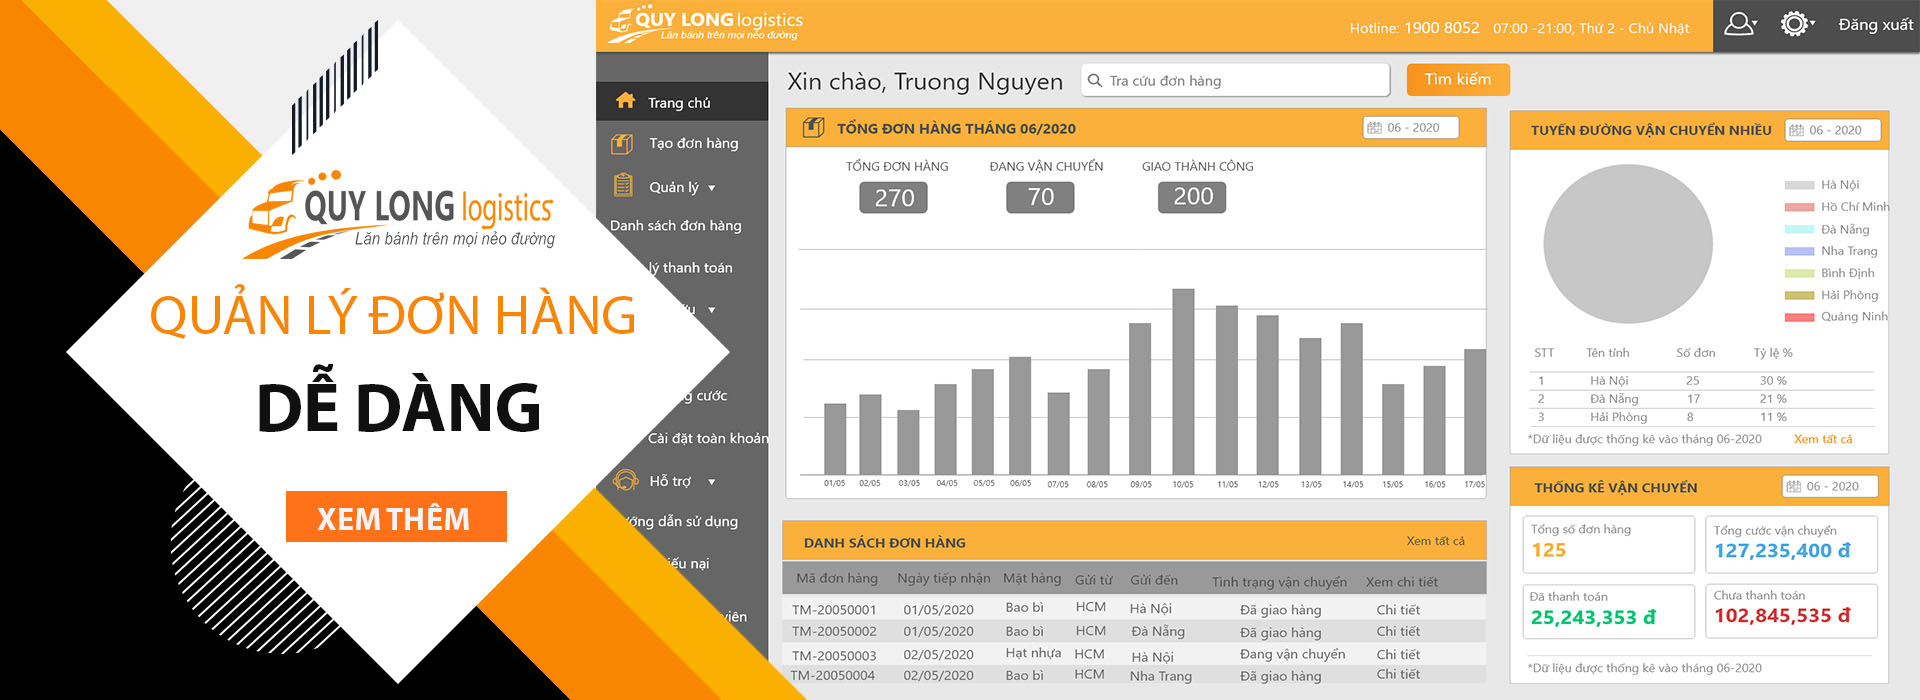 QUY LONG logistics
Lăn bánh trên mọi nẻo đường
QUẢN LÝ ĐƠN HÀNG
DỄ DÀNG
XEM THÊM
QUY LONG logistics
Lăn bánh trên mọi nẻo đường
Hotline: 1900 8052 07:00 -21:00, Thứ 2 - Chủ Nhật
Đăng xuất
Trang chủ
Tạo đơn hàng
Quản lý
Danh sách đơn hàng
lý thanh toán
cước
Cài đặt toàn khoản
Hỗ trợ
dẫn sử dụng
nại
viên
Xin chào, Truong Nguyen
Tra cứu đơn hàng
Tìm kiếm
TỔNG ĐƠN HÀNG THÁNG 06/2020
06 - 2020
TỔNG ĐƠN HÀNG ĐANG VẬN CHUYỂN GIAO THÀNH CÔNG
270 70 200
01/05 02/05 03/05 04/05 05/05 06/05 07/05 08/05 09/05 10/05 11/05 12/05 13/05 14/05 15/05 16/05 17/05
DANH SÁCH ĐƠN HÀNG
Xem tất cả
Mã đơn hàng Ngày tiếp nhận Mặt hàng Gửi từ Gửi đến Tình trạng vận chuyển Xem chi tiết
TM-20050001 01/05/2020 Bao bì HCM Hà Nội Đã giao hàng Chi tiết
TM-20050002 01/05/2020 Bao bì HCM Đà Nẵng Đã giao hàng Chi tiết
TM-20050003 02/05/2020 Hạt nhựa HCM Hà Nội Đang vận chuyển Chi tiết
TM-20050004 02/05/2020 Bao bì HCM Nha Trang Đã giao hàng Chi tiết
TUYẾN ĐƯỜNG VẬN CHUYỂN NHIỀU
06 - 2020
Hà Nội
Hồ Chí Minh
Đà Nẵng
Nha Trang
Bình Định
Hải Phòng
Quảng Ninh
STT Tên tỉnh Số đơn Tỷ lệ %
1 Hà Nội 25 30 %
2 Đà Nẵng 17 21 %
3 Hải Phòng 8 11 %
*Dữ liệu được thống kê vào tháng 06-2020 Xem tất cả
THỐNG KÊ VẬN CHUYỂN
06 - 2020
Tổng số đơn hàng
125
Tổng cước vận chuyển
127,235,400 đ
Đã thanh toán
25,243,353 đ
Chưa thanh toán
102,845,535 đ
*Dữ liệu được thống kê vào tháng 06-2020